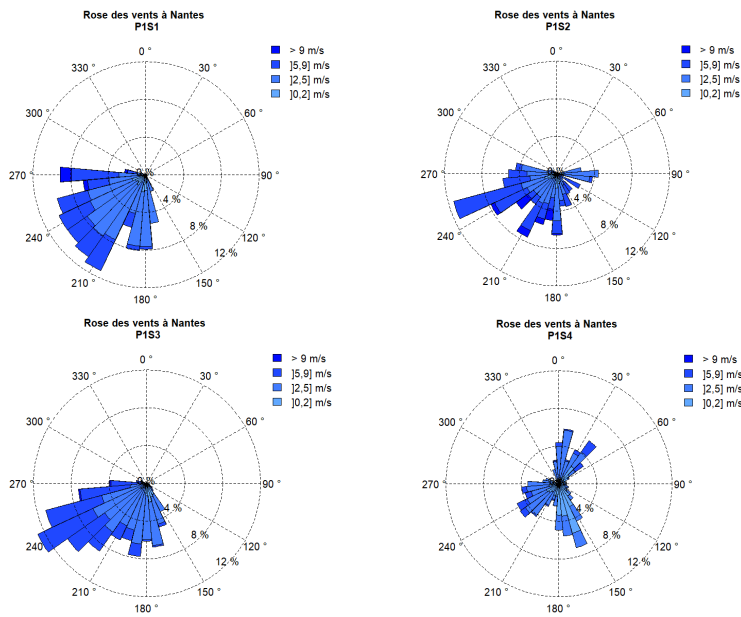 Rose des vents à Nantes
P1S1
> 9 m/s
]5,9] m/s
]2,5] m/s
]0,2] m/s
0 °
30 °
60 °
90 °
120 °
150 °
180 °
210 °
240 °
270 °
300 °
330 °
0 %
4 %
8 %
12 %
Rose des vents à Nantes
P1S2
> 9 m/s
]5,9] m/s
]2,5] m/s
]0,2] m/s
0 °
30 °
60 °
90 °
120 °
150 °
180 °
210 °
240 °
270 °
300 °
330 °
0 %
4 %
8 %
12 %
Rose des vents à Nantes
P1S3
> 9 m/s
]5,9] m/s
]2,5] m/s
]0,2] m/s
0 °
30 °
60 °
90 °
120 °
150 °
180 °
210 °
240 °
270 °
300 °
330 °
0 %
4 %
8 %
12 %
Rose des vents à Nantes
P1S4
> 9 m/s
]5,9] m/s
]2,5] m/s
]0,2] m/s
0 °
30 °
60 °
90 °
120 °
150 °
180 °
210 °
240 °
270 °
300 °
330 °
4 %
8 %
12 %